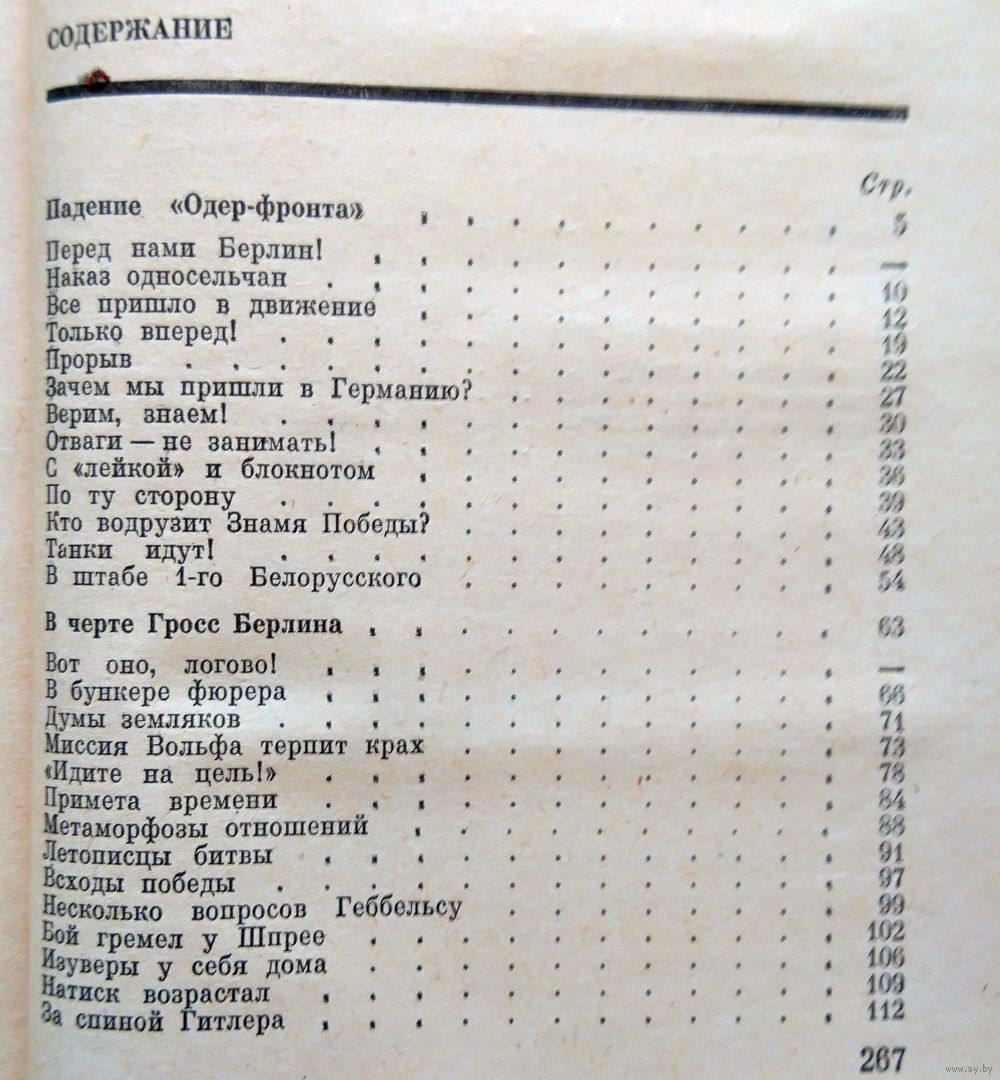 СОДЕРЖАНИЕ
Стр.
Падение «Одер-фронта» . . . . . . . . . . 5
Перед нами Берлин! . . . . . . . . . . . —
Наказ односельчан . . . . . . . . . . . . 10
Все пришло в движение . . . . . . . . . . 12
Только вперед! . . . . . . . . . . . . . 19
Прорыв . . . . . . . . . . . . . . . 22
Зачем мы пришли в Германию? . . . . . . . . 27
Верим, знаем! . . . . . . . . . . . . . 30
Отваги — не занимать! . . . . . . . . . . . 33
С «лейкой» и блокнотом . . . . . . . . . . 36
По ту сторону . . . . . . . . . . . . . 39
Кто водрузит Знамя Победы? . . . . . . . . . 43
Танки идут! . . . . . . . . . . . . . 48
В штабе 1-го Белорусского . . . . . . . . . 54
В черте Гросс Берлина . . . . . . . . . . . 63
Вот оно, логово! . . . . . . . . . . . . —
В бункере фюрера . . . . . . . . . . . . 66
Думы земляков . . . . . . . . . . . . . 71
Миссия Вольфа терпит крах . . . . . . . . . 73
«Идите на цель!» . . . . . . . . . . . . 78
Примета времени . . . . . . . . . . . . 84
Метаморфозы отношений . . . . . . . . . . 88
Летописцы битвы . . . . . . . . . . . . 91
Всходы победы . . . . . . . . . . . . . 97
Несколько вопросов Геббельсу . . . . . . . . 99
Бой гремел у Шпрее . . . . . . . . . . . 102
Изуверы у себя дома . . . . . . . . . . . 106
Натиск возрастал . . . . . . . . . . . . 109
За спиной Гитлера . . . . . . . . . . . . 112
267
www.ay.by